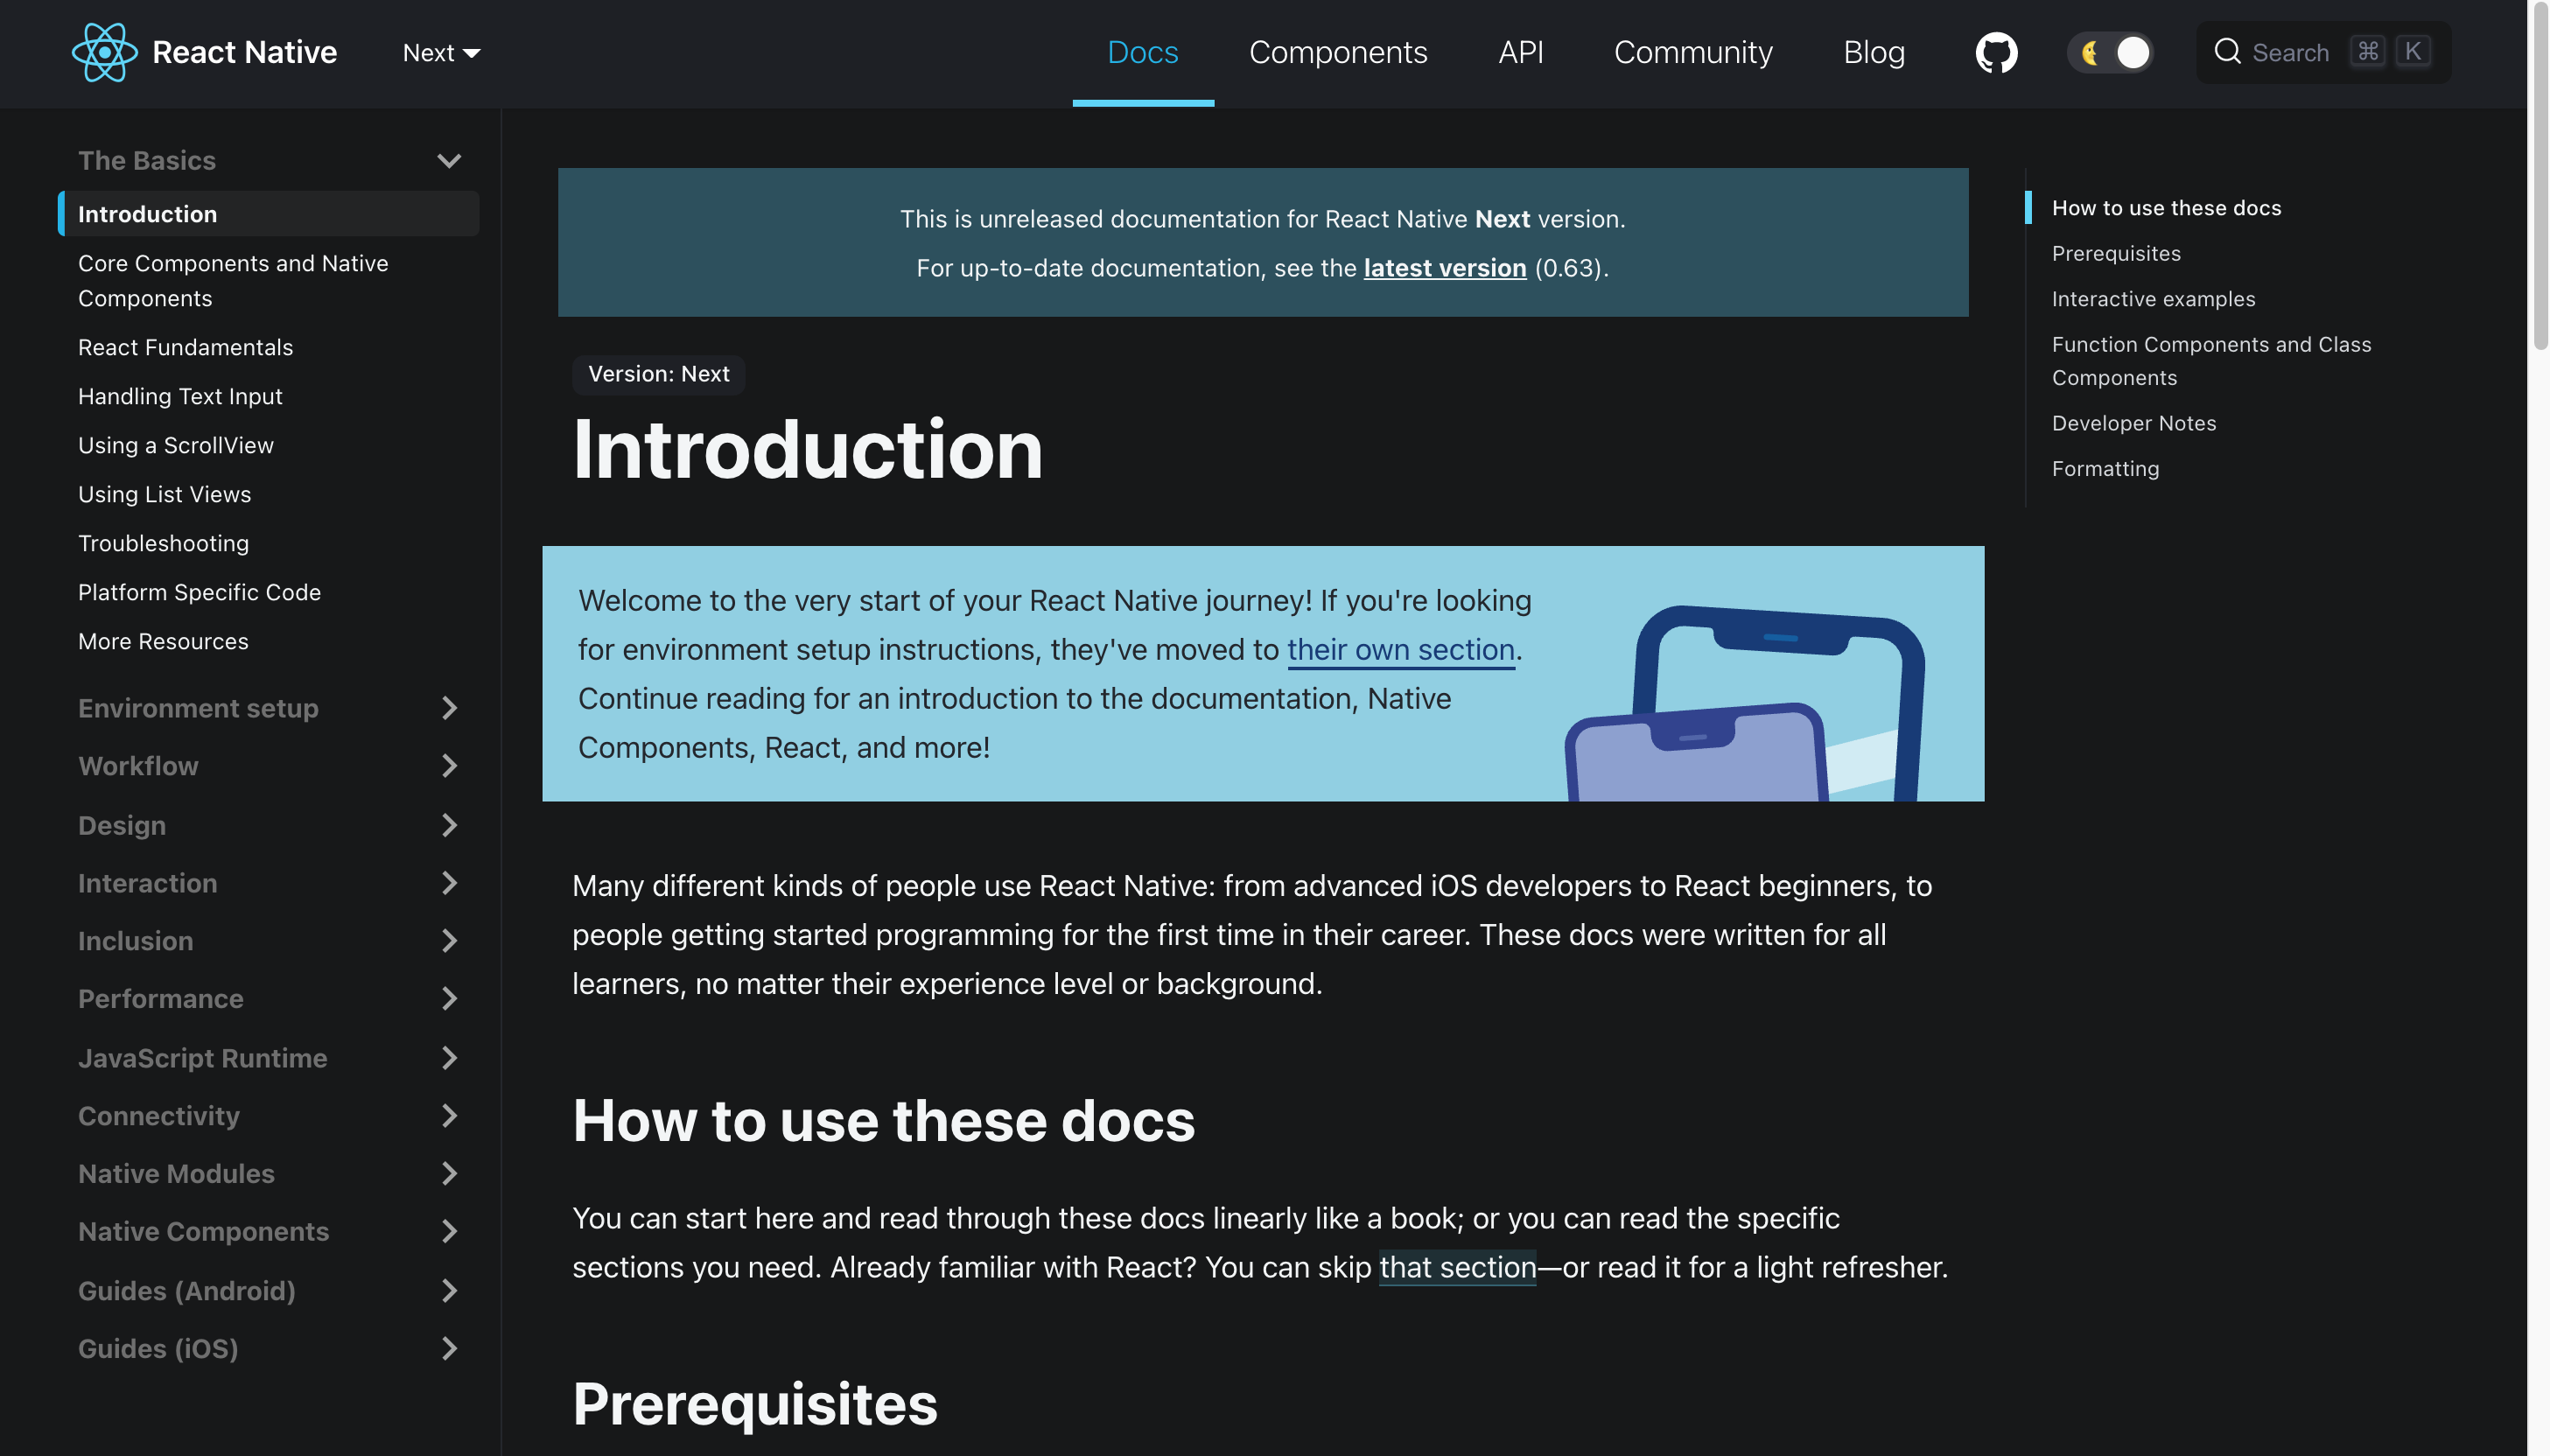 React Native
Next
Docs
Components
API
Community
Blog
Search ⌘ K
The Basics
Introduction
Core Components and Native
Components
React Fundamentals
Handling Text Input
Using a ScrollView
Using List Views
Troubleshooting
Platform Specific Code
More Resources
Environment setup
Workflow
Design
Interaction
Inclusion
Performance
JavaScript Runtime
Connectivity
Native Modules
Native Components
Guides (Android)
Guides (iOS)
This is unreleased documentation for React Native Next version.
For up-to-date documentation, see the latest version (0.63).
Version: Next
Introduction
Welcome to the very start of your React Native journey! If you're looking
for environment setup instructions, they've moved to their own section.
Continue reading for an introduction to the documentation, Native
Components, React, and more!
Many different kinds of people use React Native: from advanced iOS developers to React beginners, to
people getting started programming for the first time in their career. These docs were written for all
learners, no matter their experience level or background.
How to use these docs
You can start here and read through these docs linearly like a book; or you can read the specific
sections you need. Already familiar with React? You can skip that section—or read it for a light refresher.
Prerequisites
How to use these docs
Prerequisites
Interactive examples
Function Components and Class
Components
Developer Notes
Formatting